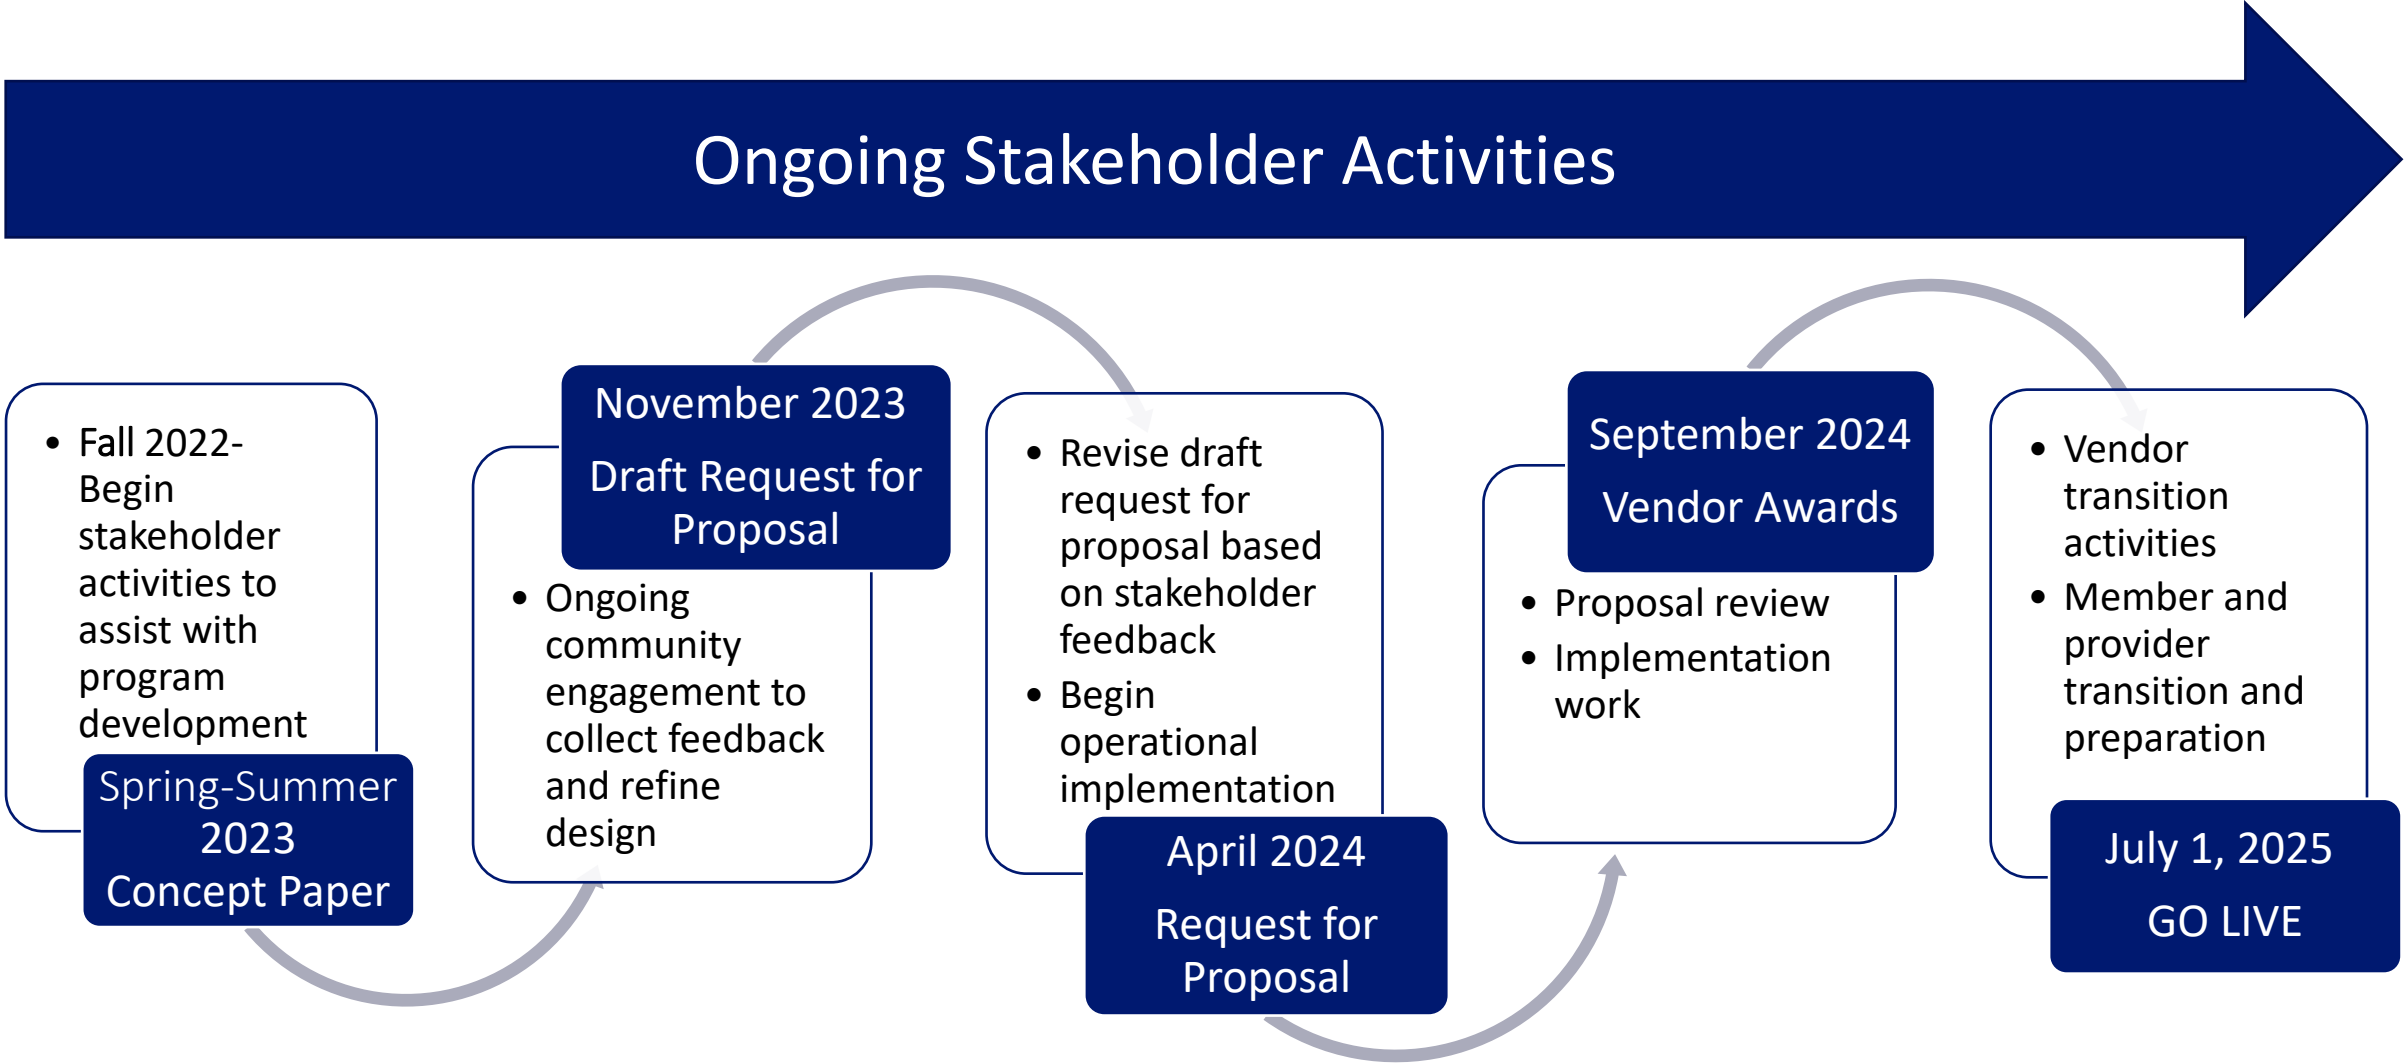 Ongoing Stakeholder Activities
• Fall 2022-
Begin
stakeholder
activities to
assist with
program
development
Spring-Summer
2023
Concept Paper
November 2023
Draft Request for
Proposal
• Ongoing
community
engagement to
collect feedback
and refine
design
• Revise draft
request for
proposal based
on stakeholder
feedback
• Begin
operational
implementation
April 2024
Request for
Proposal
September 2024
Vendor Awards
• Proposal review
• Implementation
work
• Vendor
transition
activities
• Member and
provider
transition and
preparation
July 1, 2025
GO LIVE